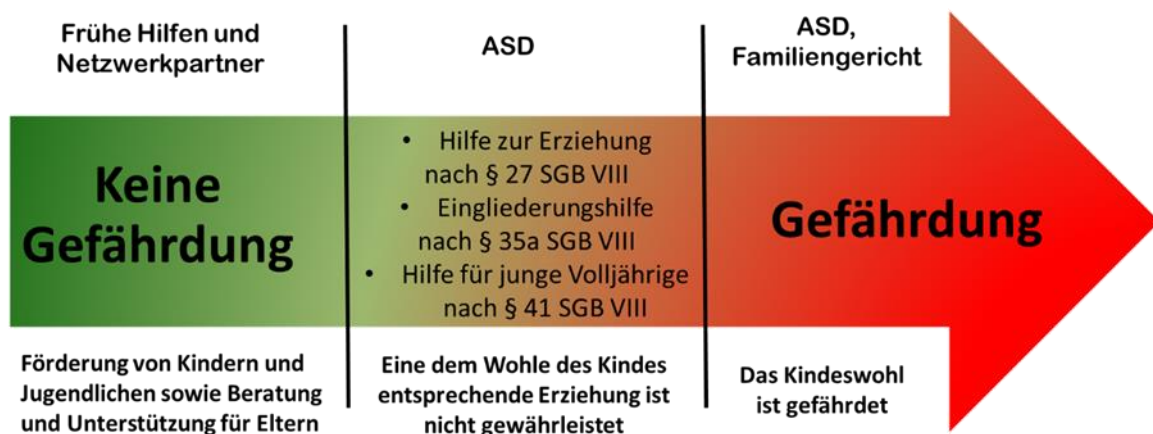 Frühe Hilfen und
Netzwerkpartner
ASD
ASD,
Familiengericht
Keine
Gefährdung
• Hilfe zur Erziehung
nach § 27 SGB VIII
• Eingliederungshilfe
nach § 35a SGB VIII
• Hilfe für junge Volljährige
nach § 41 SGB VIII
Gefährdung
Förderung von Kindern und
Jugendlichen sowie Beratung
und Unterstützung für Eltern
Eine dem Wohle des Kindes
entsprechende Erziehung ist
nicht gewährleistet
Das Kindeswohl
ist gefährdet